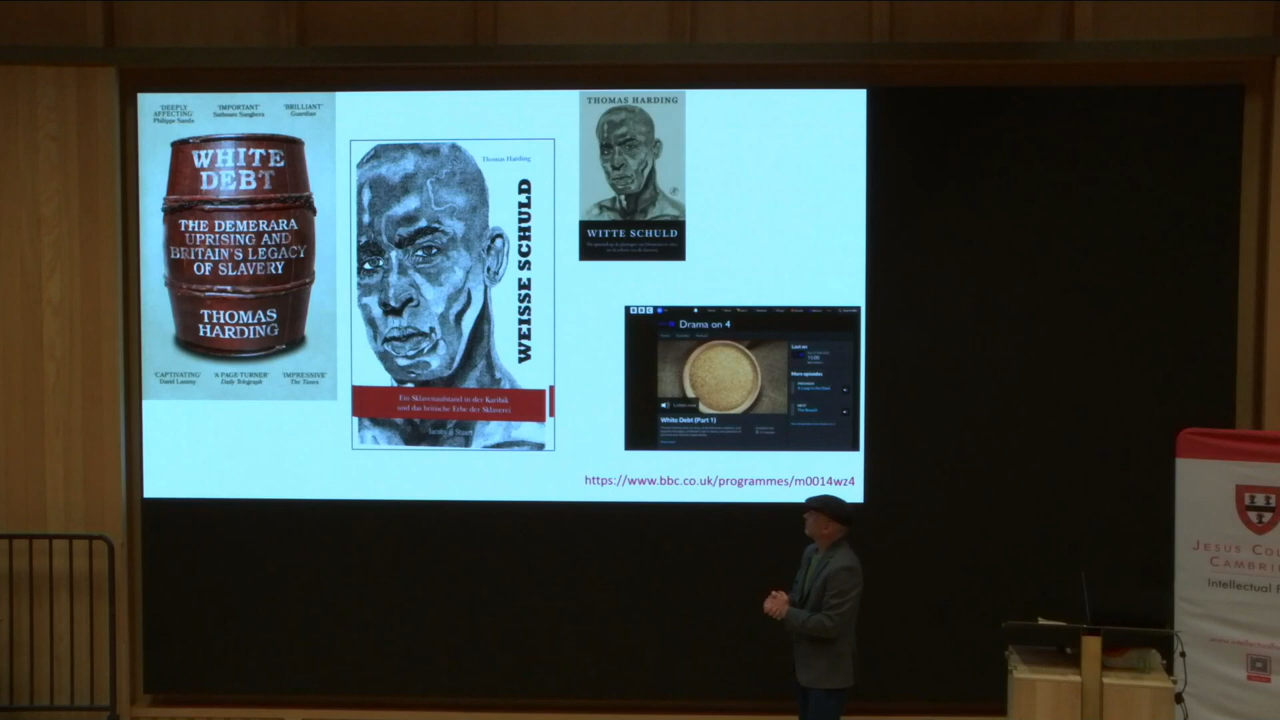 'DEEPLY
AFFECTING'
Philippe Sands
'IMPORTANT'
Sathnam Sanghera
'BRILLIANT'
Guardian
WHITE
DEBT
THE DEMERARA
UPRISING AND
BRITAIN'S LEGACY
OF SLAVERY
THOMAS
HARDING
'CAPTIVATING'
David Lammy
'A PAGE-TURNER'
Daily Telegraph
'IMPRESSIVE'
The Times
Thomas Harding
WEISSE SCHULD
Ein Sklavenaufstand in der Karibik
und das britische Erbe der Sklaverei
Jacoby & Stuart
THOMAS HARDING
WITTE SCHULD
BBC
Drama on 4
White Debt (Part 1)
https://www.bbc.co.uk/programmes/m0014wz4
JESUS CO
CAMBRI
Intellectual